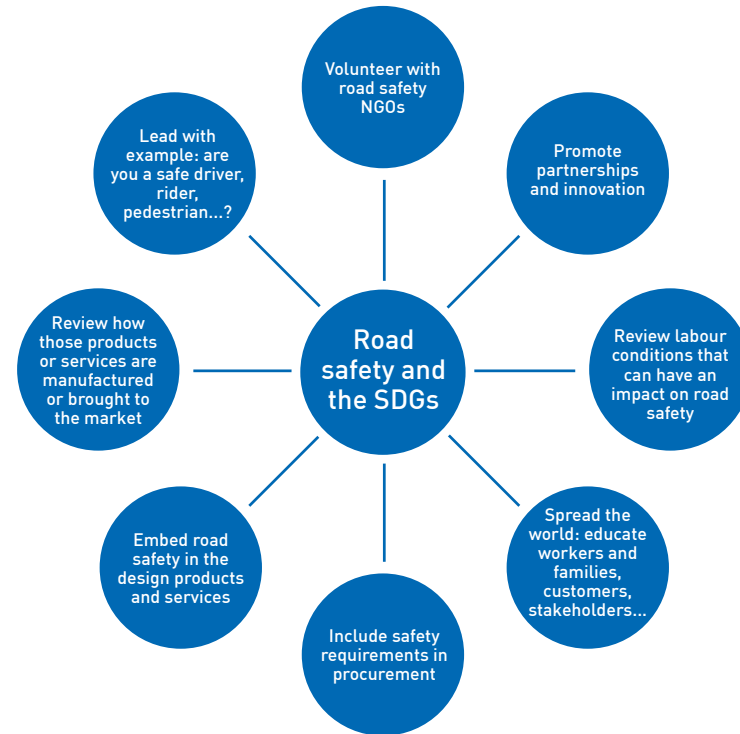 Volunteer with
road safety
NGOs
Promote
partnerships
and innovation
Review labour
conditions that
can have an
impact on road
safety
Spread the
world: educate
workers and
families,
customers,
stakeholders...
Include safety
requirements in
procurement
Embed road
safety in the
design products
and services
Review how
those products
or services are
manufactured
or brought to
the market
Lead with
example: are
you a safe driver,
rider,
pedestrian...?
Road
safety and
the SDGs